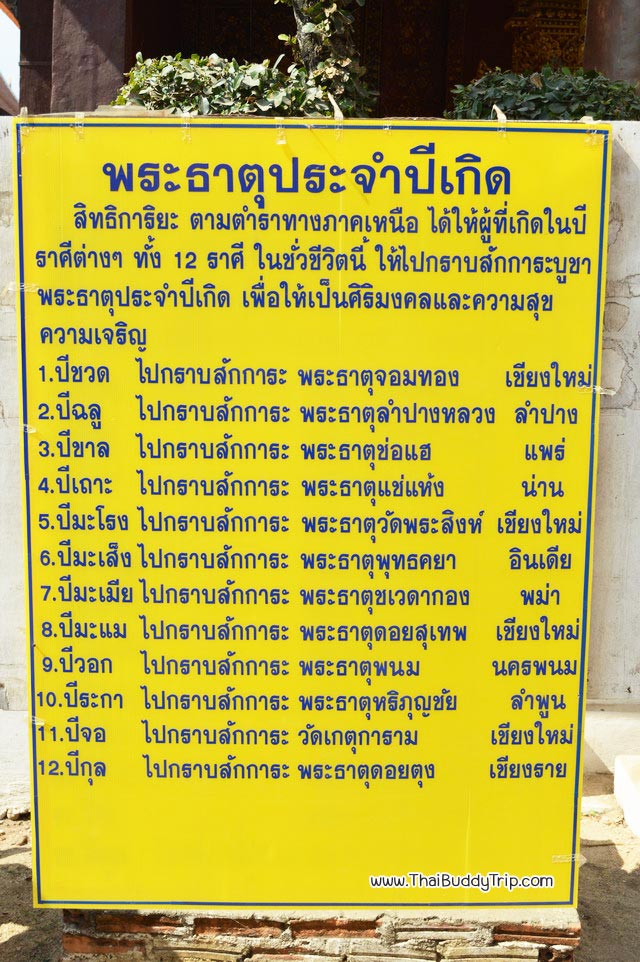 พระธาตุประจำปีเกิด
สิทธิการิยะ ตามตำราทางภาคเหนือ ได้ให้ผู้ที่เกิดในปี
ราศีต่างๆ ทั้ง 12 ราศี ในชั่วชีวิตนี้ ให้ไปกราบสักการะบูชา
พระธาตุประจำปีเกิด เพื่อให้เป็นศิริมงคลและความสุข
ความเจริญ
1.ปีชวด ไปกราบสักการะ พระธาตุจอมทอง เชียงใหม่
2.ปีฉลู ไปกราบสักการะ พระธาตุลำปางหลวง ลำปาง
3.ปีขาล ไปกราบสักการะ พระธาตุช่อแฮ แพร่
4.ปีเถาะ ไปกราบสักการะ พระธาตุแช่แห้ง น่าน
5.ปีมะโรง ไปกราบสักการะ พระธาตุวัดพระสิงห์ เชียงใหม่
6.ปีมะเส็ง ไปกราบสักการะ พระธาตุพุทธคยา อินเดีย
7.ปีมะเมีย ไปกราบสักการะ พระธาตุชเวดากอง พม่า
8.ปีมะแม ไปกราบสักการะ พระธาตุดอยสุเทพ เชียงใหม่
9.ปีวอก ไปกราบสักการะ พระธาตุพนม นครพนม
10.ปีระกา ไปกราบสักการะ พระธาตุหริภุญชัย ลำพูน
11.ปีจอ ไปกราบสักการะ วัดเกตุการาม เชียงใหม่
12.ปีกุล ไปกราบสักการะ พระธาตุดอยตุง เชียงราย
www.ThaiBuddyTrip.com